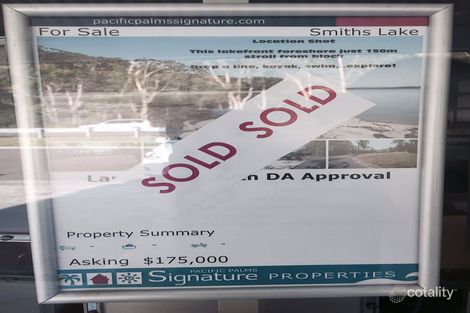 pacificpalmssignature.com
For Sale Smiths Lake
Location Shot
This lakefront foreshore just 150m
stroll from block
Drop a line, kayak, swim, explore!
SOLD SOLD
DA Approval
Property Summary
- - -
Asking $175,000
PACIFIC PALMS
Signature PROPERTIES
cotality